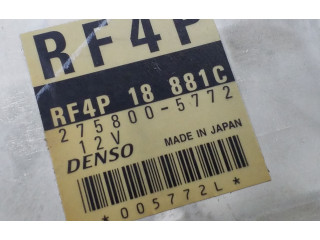 RF4P
RF4P 18 881C
275800-5772
12V
MADE IN JAPAN
DENSO
*005772L*